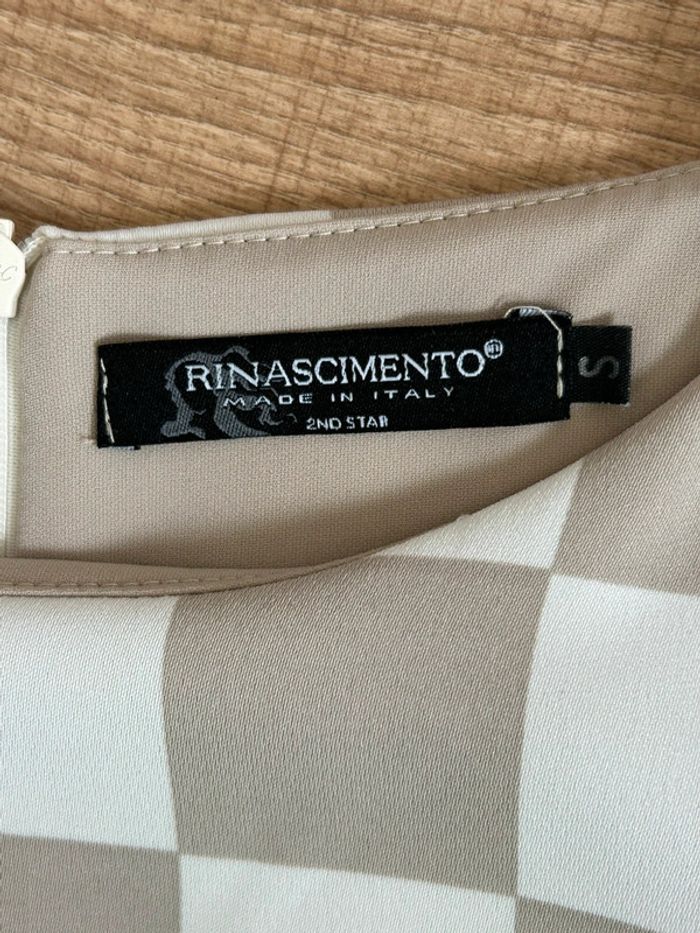 RINASCIMENTO®
MADE IN ITALY
2ND STAR
S